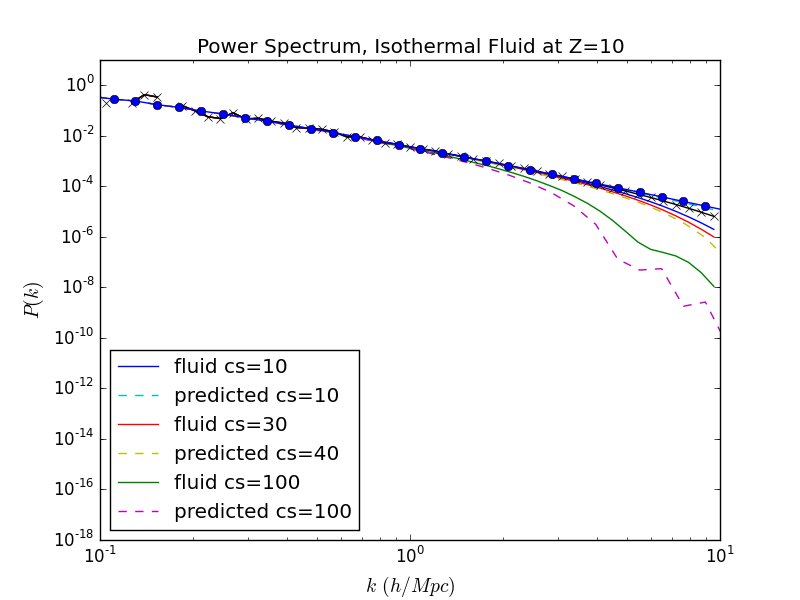 Power Spectrum, Isothermal Fluid at Z=10
P(k)
10^0
10^-2
10^-4
10^-6
10^-8
10^-10
10^-12
10^-14
10^-16
10^-18
fluid cs=10
predicted cs=10
fluid cs=30
predicted cs=40
fluid cs=100
predicted cs=100
10^-1 10^0 10^1
k (h/Mpc)